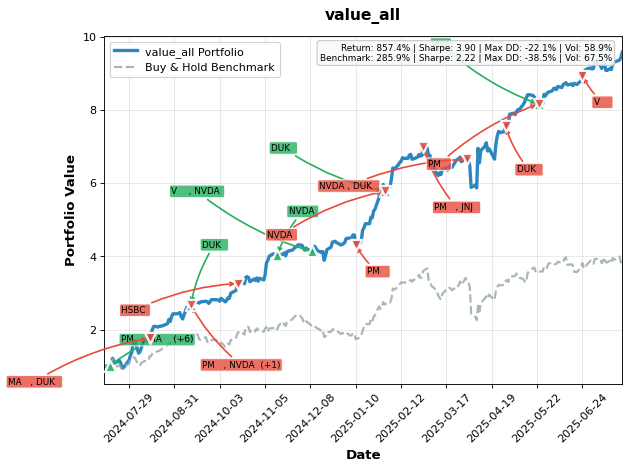 value_all
value_all Portfolio
Buy & Hold Benchmark
Return: 857.4% | Sharpe: 3.90 | Max DD: -22.1% | Vol: 58.9%
Benchmark: 285.9% | Sharpe: 2.22 | Max DD: -38.5% | Vol: 67.5%
10
8
6
4
2
Portfolio Value
V
DUK
PM
DUK
V , NVDA
NVDA , DUK
PM , JNJ
NVDA
NVDA
DUK
PM
HSBC
PM (+6)
PM , NVDA (+1)
MA , DUK
2024-07-29
2024-08-31
2024-10-03
2024-11-05
2024-12-08
2025-01-10
2025-02-12
2025-03-17
2025-04-19
2025-05-22
2025-06-24
Date